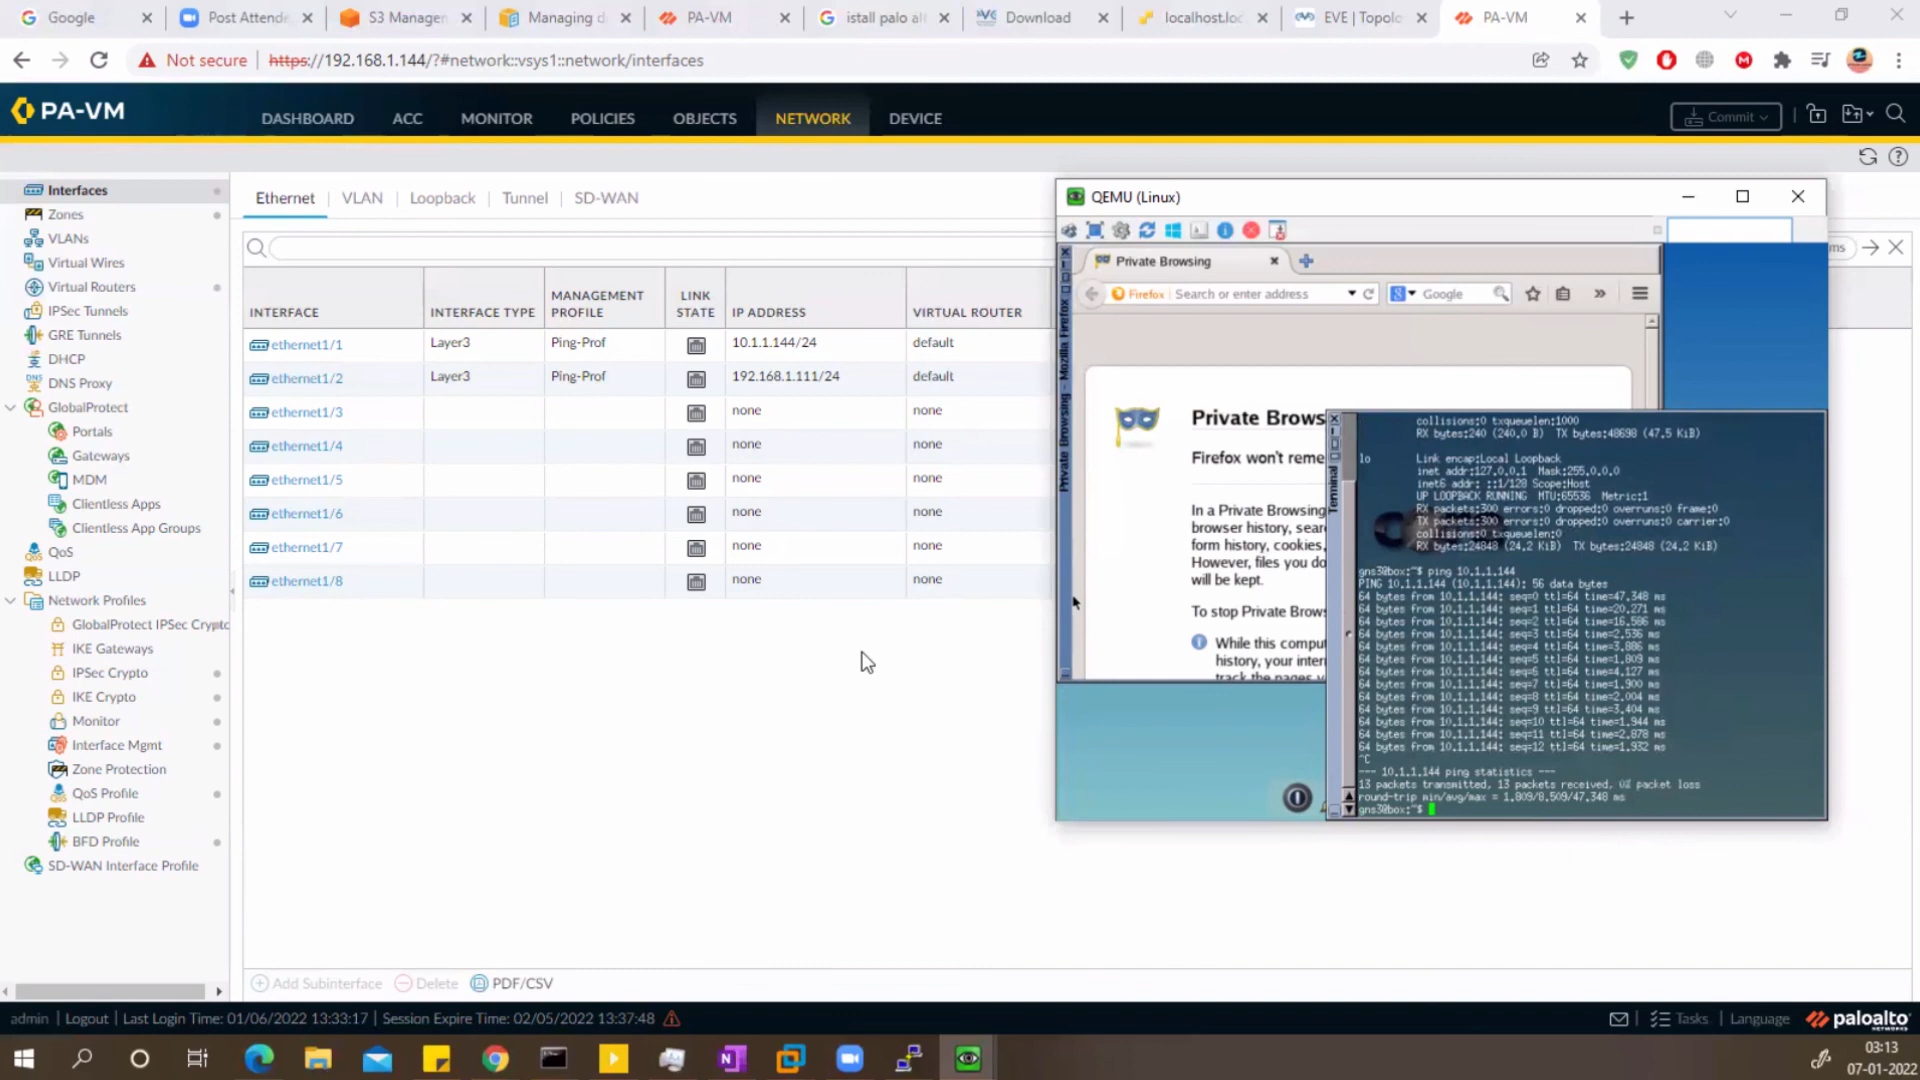 Google
Post Attende
S3 Manager
Managing d
PA-VM
istall palo al
Download
localhost.loc
EVE | Topolo
PA-VM
Not secure | https://192.168.1.144/?#network::vsys1::network/interfaces
PA-VM
DASHBOARD
ACC
MONITOR
POLICIES
OBJECTS
NETWORK
DEVICE
Commit
Interfaces
Zones
VLANs
Virtual Wires
Virtual Routers
IPSec Tunnels
GRE Tunnels
DHCP
DNS Proxy
GlobalProtect
Portals
Gateways
MDM
Clientless Apps
Clientless App Groups
QoS
LLDP
Network Profiles
GlobalProtect IPSec Crypto
IKE Gateways
IPSec Crypto
IKE Crypto
Monitor
Interface Mgmt
Zone Protection
QoS Profile
LLDP Profile
BFD Profile
SD-WAN Interface Profile
Ethernet | VLAN | Loopback | Tunnel | SD-WAN
ms
INTERFACE INTERFACE TYPE MANAGEMENT PROFILE LINK STATE IP ADDRESS VIRTUAL ROUTER
ethernet1/1 Layer3 Ping-Prof 10.1.1.144/24 default
ethernet1/2 Layer3 Ping-Prof 192.168.1.111/24 default
ethernet1/3 none none
ethernet1/4 none none
ethernet1/5 none none
ethernet1/6 none none
ethernet1/7 none none
ethernet1/8 none none
QEMU (Linux)
Private Browsing
Firefox Search or enter address
Google
Private Browsing - Mozilla Firefox
Private Brows
Firefox won't reme
In a Private Browsing
browser history, sear
form history, cookies,
However, files you do
will be kept.
To stop Private Brows
While this comput
history, your inter
track the pages y
Terminal
collisions:0 txqueuelen:1000
RX bytes:240 (240.0 B) TX bytes:48698 (47.5 KiB)
lo Link encap:Local Loopback
inet addr:127.0.0.1 Mask:255.0.0.0
inet6 addr: ::1/128 Scope:Host
UP LOOPBACK RUNNING MTU:65536 Metric:1
RX packets:300 errors:0 dropped:0 overruns:0 frame:0
TX packets:300 errors:0 dropped:0 overruns:0 carrier:0
collisions:0 txqueuelen:0
RX bytes:24848 (24.2 KiB) TX bytes:24848 (24.2 KiB)
gns3@box:~$ ping 10.1.1.144
PING 10.1.1.144 (10.1.1.144): 56 data bytes
64 bytes from 10.1.1.144: seq=0 ttl=64 time=47.348 ms
64 bytes from 10.1.1.144: seq=1 ttl=64 time=20.271 ms
64 bytes from 10.1.1.144: seq=2 ttl=64 time=16.586 ms
64 bytes from 10.1.1.144: seq=3 ttl=64 time=2.536 ms
64 bytes from 10.1.1.144: seq=4 ttl=64 time=3.886 ms
64 bytes from 10.1.1.144: seq=5 ttl=64 time=1.809 ms
64 bytes from 10.1.1.144: seq=6 ttl=64 time=4.127 ms
64 bytes from 10.1.1.144: seq=7 ttl=64 time=1.900 ms
64 bytes from 10.1.1.144: seq=8 ttl=64 time=2.004 ms
64 bytes from 10.1.1.144: seq=9 ttl=64 time=3.404 ms
64 bytes from 10.1.1.144: seq=10 ttl=64 time=1.944 ms
64 bytes from 10.1.1.144: seq=11 ttl=64 time=2.878 ms
64 bytes from 10.1.1.144: seq=12 ttl=64 time=1.932 ms
^C
--- 10.1.1.144 ping statistics ---
13 packets transmitted, 13 packets received, 0% packet loss
round-trip min/avg/max = 1.809/8.509/47.348 ms
gns3@box:~$
Add Subinterface
Delete
PDF/CSV
admin | Logout | Last Login Time: 01/06/2022 13:33:17 | Session Expire Time: 02/05/2022 13:37:48
Tasks | Language
paloalto
NETWORKS
03:13
07-01-2022